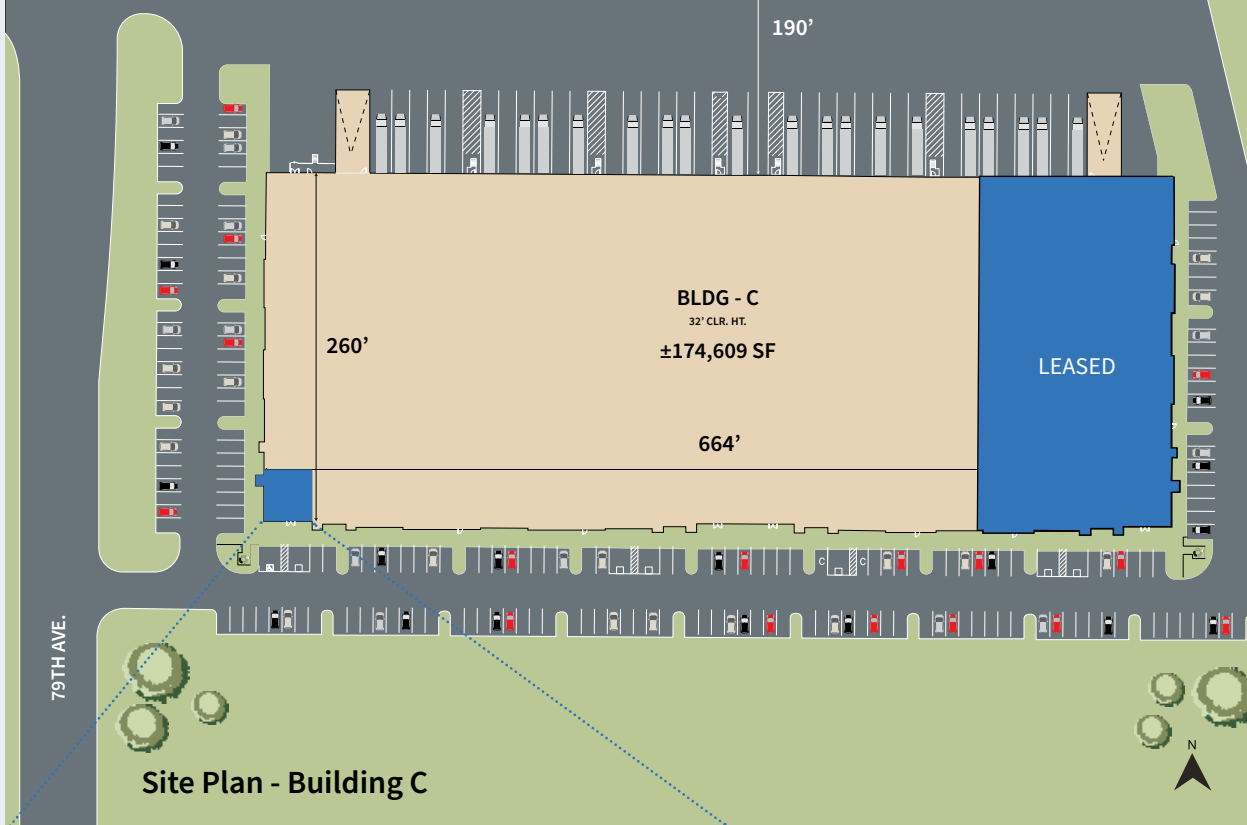 190’
BLDG - C
32’ CLR. HT.
±174,609 SF
260’
LEASED
664’
C
C
79TH AVE.
N
Site Plan - Building C